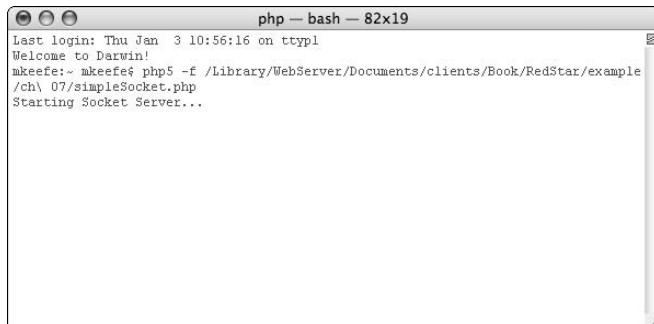 php — bash — 82x19
Last login: Thu Jan  3 10:56:16 on ttyp1
Welcome to Darwin!
mkeefe:~ mkeefe$ php5 -f /Library/WebServer/Documents/clients/Book/RedStar/example
/ch\ 07/simpleSocket.php
Starting Socket Server...